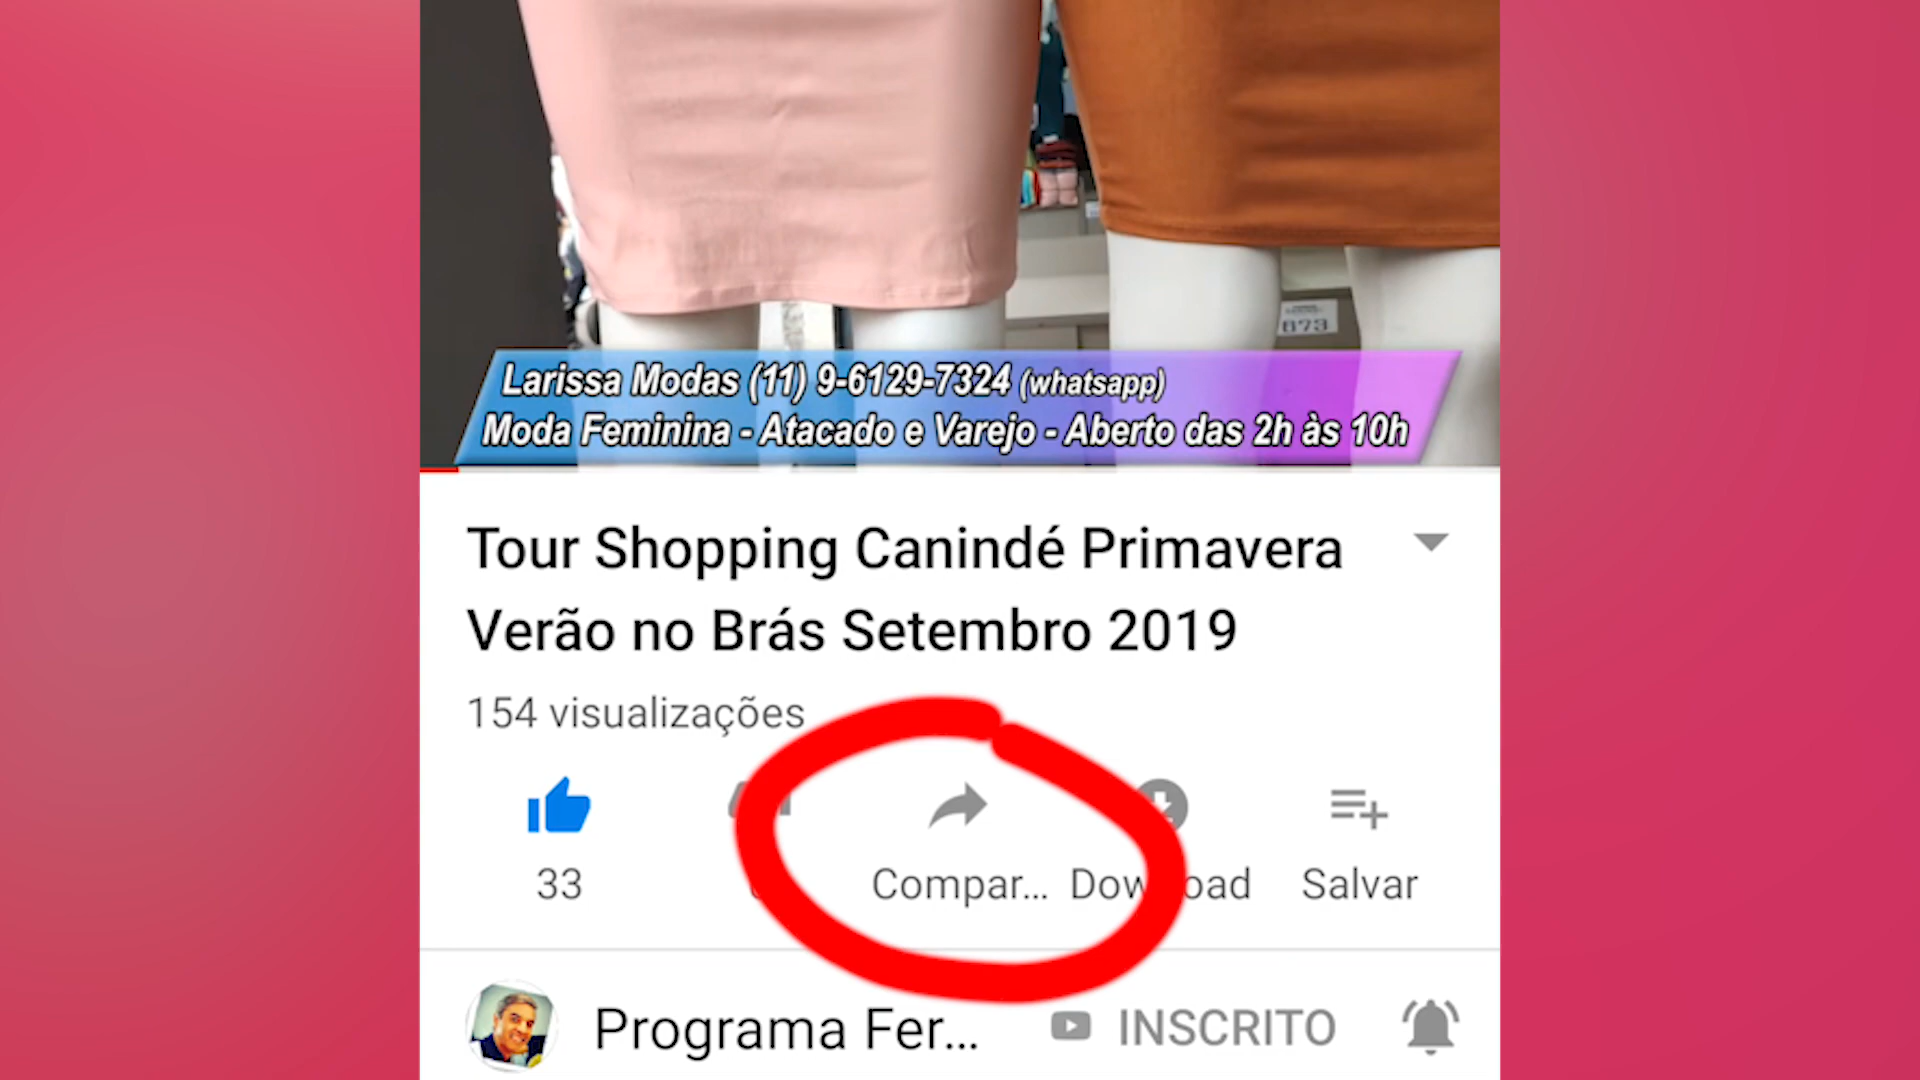 873
Larissa Modas (11) 9-6129-7324 (whatsapp)
Moda Feminina - Atacado e Varejo - Aberto das 2h às 10h
Tour Shopping Canindé Primavera
Verão no Brás Setembro 2019
154 visualizações
33 Compar... Salvar
Programa Fer... INSCRITO